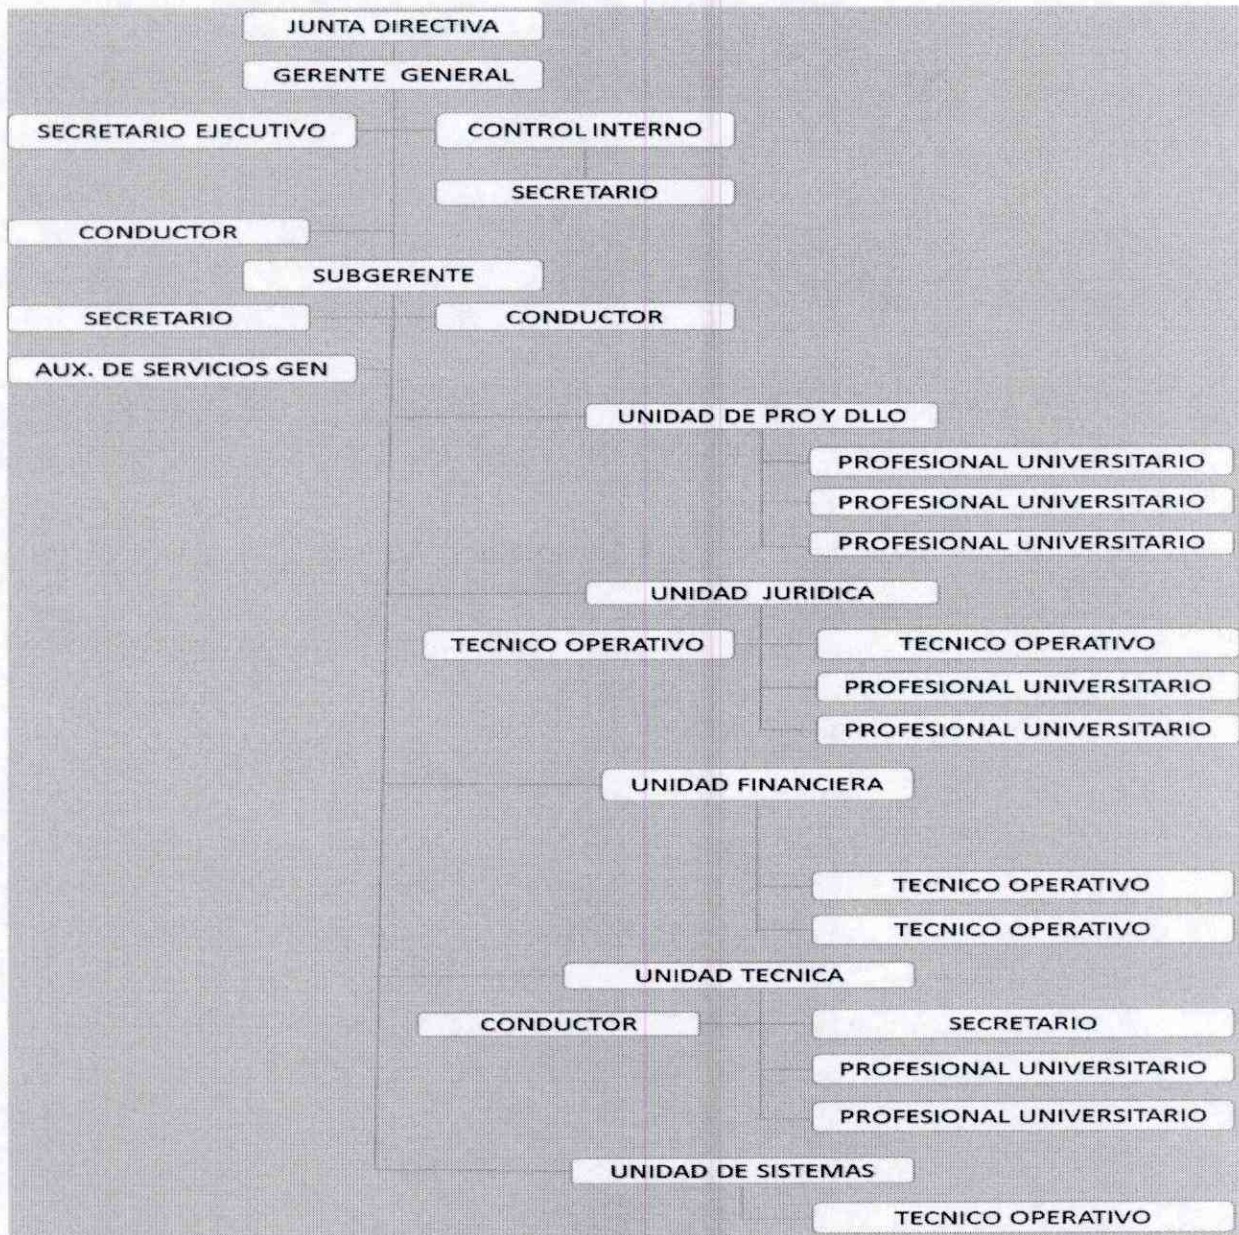 JUNTA DIRECTIVA
GERENTE GENERAL
SECRETARIO EJECUTIVO
CONTROL INTERNO
SECRETARIO
CONDUCTOR
SUBGERENTE
SECRETARIO
CONDUCTOR
AUX. DE SERVICIOS GEN
UNIDAD DE PRO Y DLLO
PROFESIONAL UNIVERSITARIO
PROFESIONAL UNIVERSITARIO
PROFESIONAL UNIVERSITARIO
UNIDAD JURIDICA
TECNICO OPERATIVO
TECNICO OPERATIVO
PROFESIONAL UNIVERSITARIO
PROFESIONAL UNIVERSITARIO
UNIDAD FINANCIERA
TECNICO OPERATIVO
TECNICO OPERATIVO
UNIDAD TECNICA
CONDUCTOR
SECRETARIO
PROFESIONAL UNIVERSITARIO
PROFESIONAL UNIVERSITARIO
UNIDAD DE SISTEMAS
TECNICO OPERATIVO